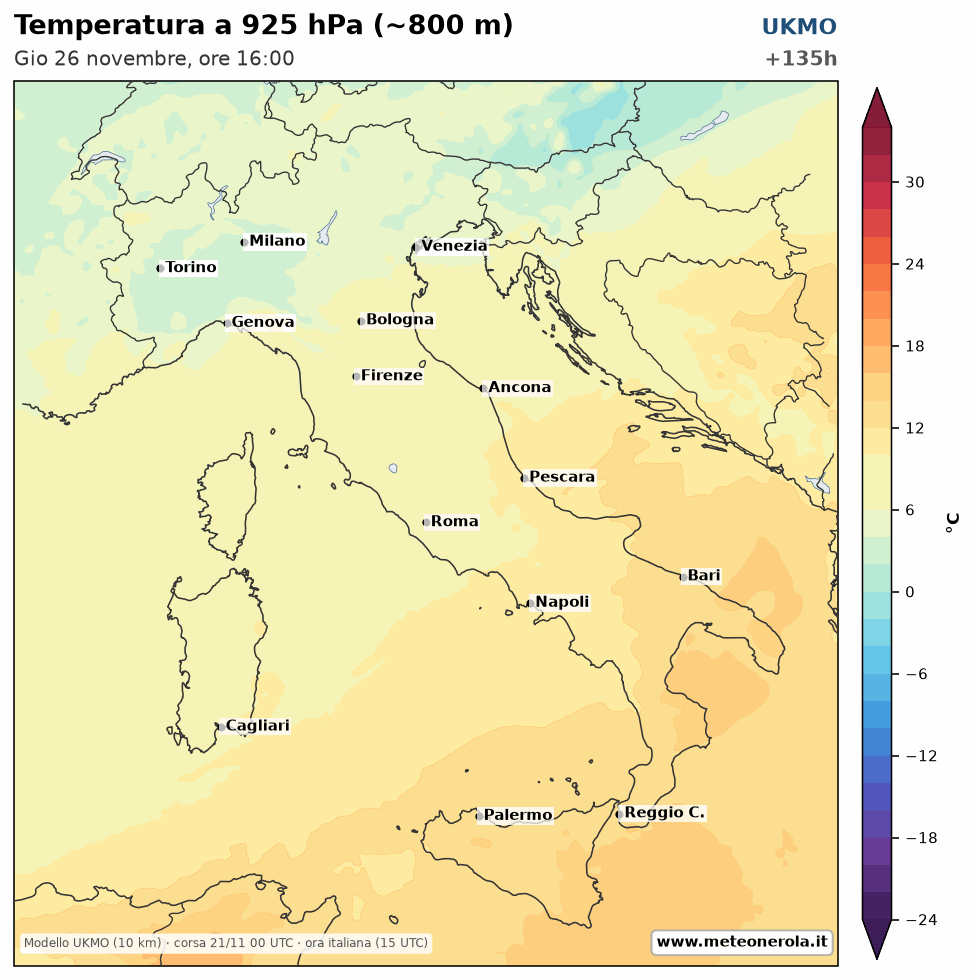 Temperatura a 925 hPa (~800 m)
UKMO
Gio 26 novembre, ore 16:00
+135h
Milano
Venezia
Torino
Genova
Bologna
Firenze
Ancona
Pescara
Roma
Bari
Napoli
Cagliari
Palermo
Reggio C.
30
24
18
12
6
0
−6
−12
−18
−24
°C
Modello UKMO (10 km) · corsa 21/11 00 UTC · ora italiana (15 UTC)
www.meteonerola.it